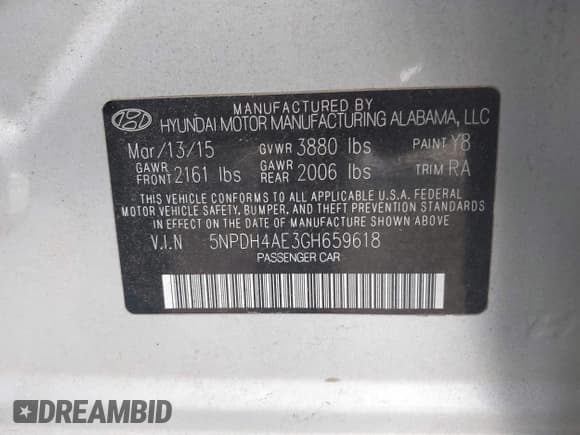 MANUFACTURED BY
HYUNDAI MOTOR MANUFACTURING ALABAMA, LLC
Mar/13/15 GVWR 3880 lbs PAINT Y8
GAWR FRONT 2161 lbs GAWR REAR 2006 lbs TRIM RA
THIS VEHICLE CONFORMS TO ALL APPLICABLE U.S.A. FEDERAL
MOTOR VEHICLE SAFETY, BUMPER, AND THEFT PREVENTION STANDARDS
IN EFFECT ON THE DATE OF MANUFACTURE SHOWN ABOVE.
V.I.N 5NPDH4AE3GH659618
PASSENGER CAR
DREAMBID